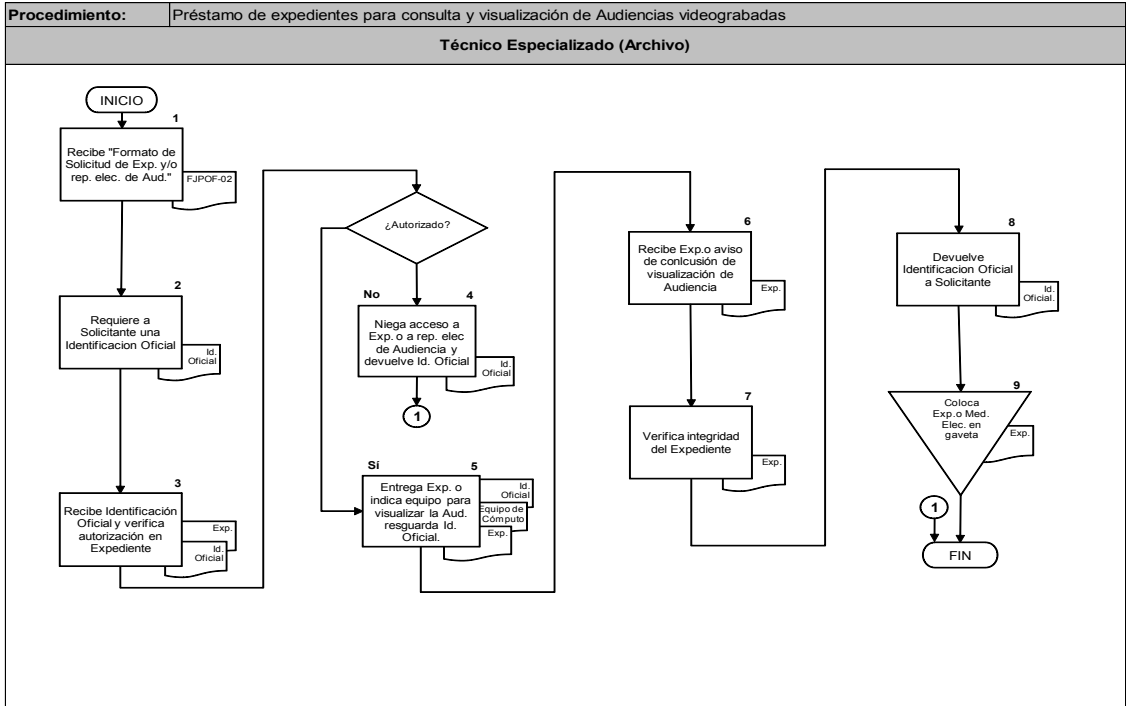 Procedimiento: Préstamo de expedientes para consulta y visualización de Audiencias videograbadas
Técnico Especializado (Archivo)
INICIO
1
Recibe "Formato de
Solicitud de Exp. y/o
rep. elec. de Aud."
FJPOF-02
2
Requiere a
Solicitante una
Identificacion Oficial
Id.
Oficial
3
Recibe Identificación
Oficial y verifica
autorización en
Expediente
Exp.
Id.
Oficial
¿Autorizado?
No
4
Niega acceso a
Exp. o a rep. elec
de Audiencia y
devuelve Id. Oficial
Id.
Oficial
1
Sí
5
Entrega Exp. o
indica equipo para
visualizar la Aud.
resguarda Id.
Oficial.
Id.
Oficial
Equipo de
Cómputo
Exp.
6
Recibe Exp.o aviso
de conlcusión de
visualización de
Audiencia
Exp.
7
Verifica integridad
del Expediente
Exp.
8
Devuelve
Identificacion Oficial
a Solicitante
Id.
Oficial.
9
Coloca
Exp.o Med.
Elec. en
gaveta
Exp.
1
FIN